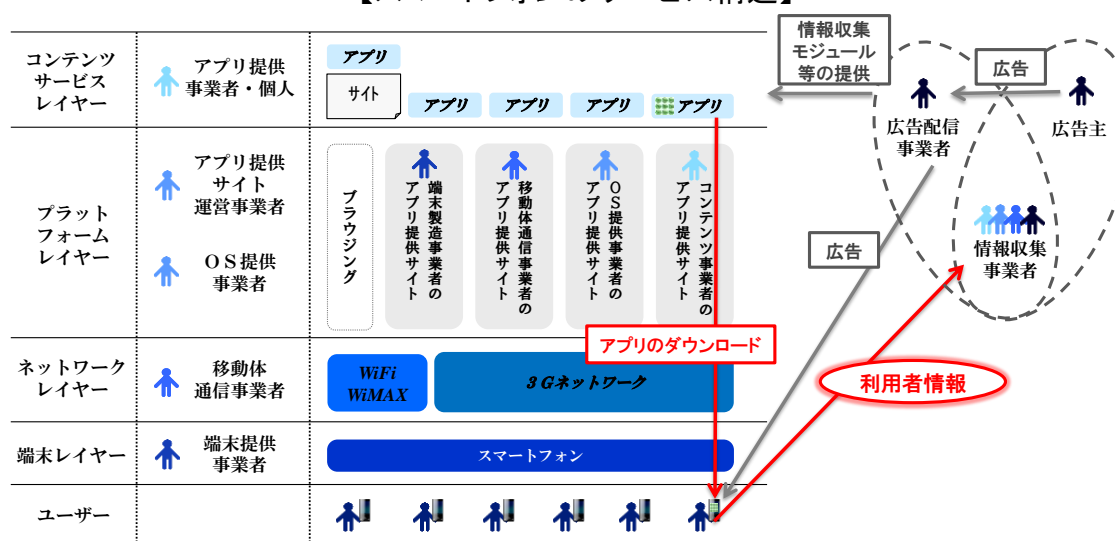 コンテンツ
サービス
レイヤー
アプリ提供
事業者・個人
アプリ
サイト
アプリ
アプリ
アプリ
アプリ
情報収集
モジュール
等の提供
広告
広告配信
事業者
広告主
プラット
フォーム
レイヤー
アプリ提供
サイト
運営事業者
OS提供
事業者
ブラウジング
端末製造事業者の
アプリ提供サイト
移動体通信事業者の
アプリ提供サイト
OS提供事業者の
アプリ提供サイト
コンテンツ事業者の
アプリ提供サイト
情報収集
事業者
広告
アプリのダウンロード
利用者情報
ネットワーク
レイヤー
移動体
通信事業者
WiFi
WiMAX
3Gネットワーク
端末レイヤー
端末提供
事業者
スマートフォン
ユーザー